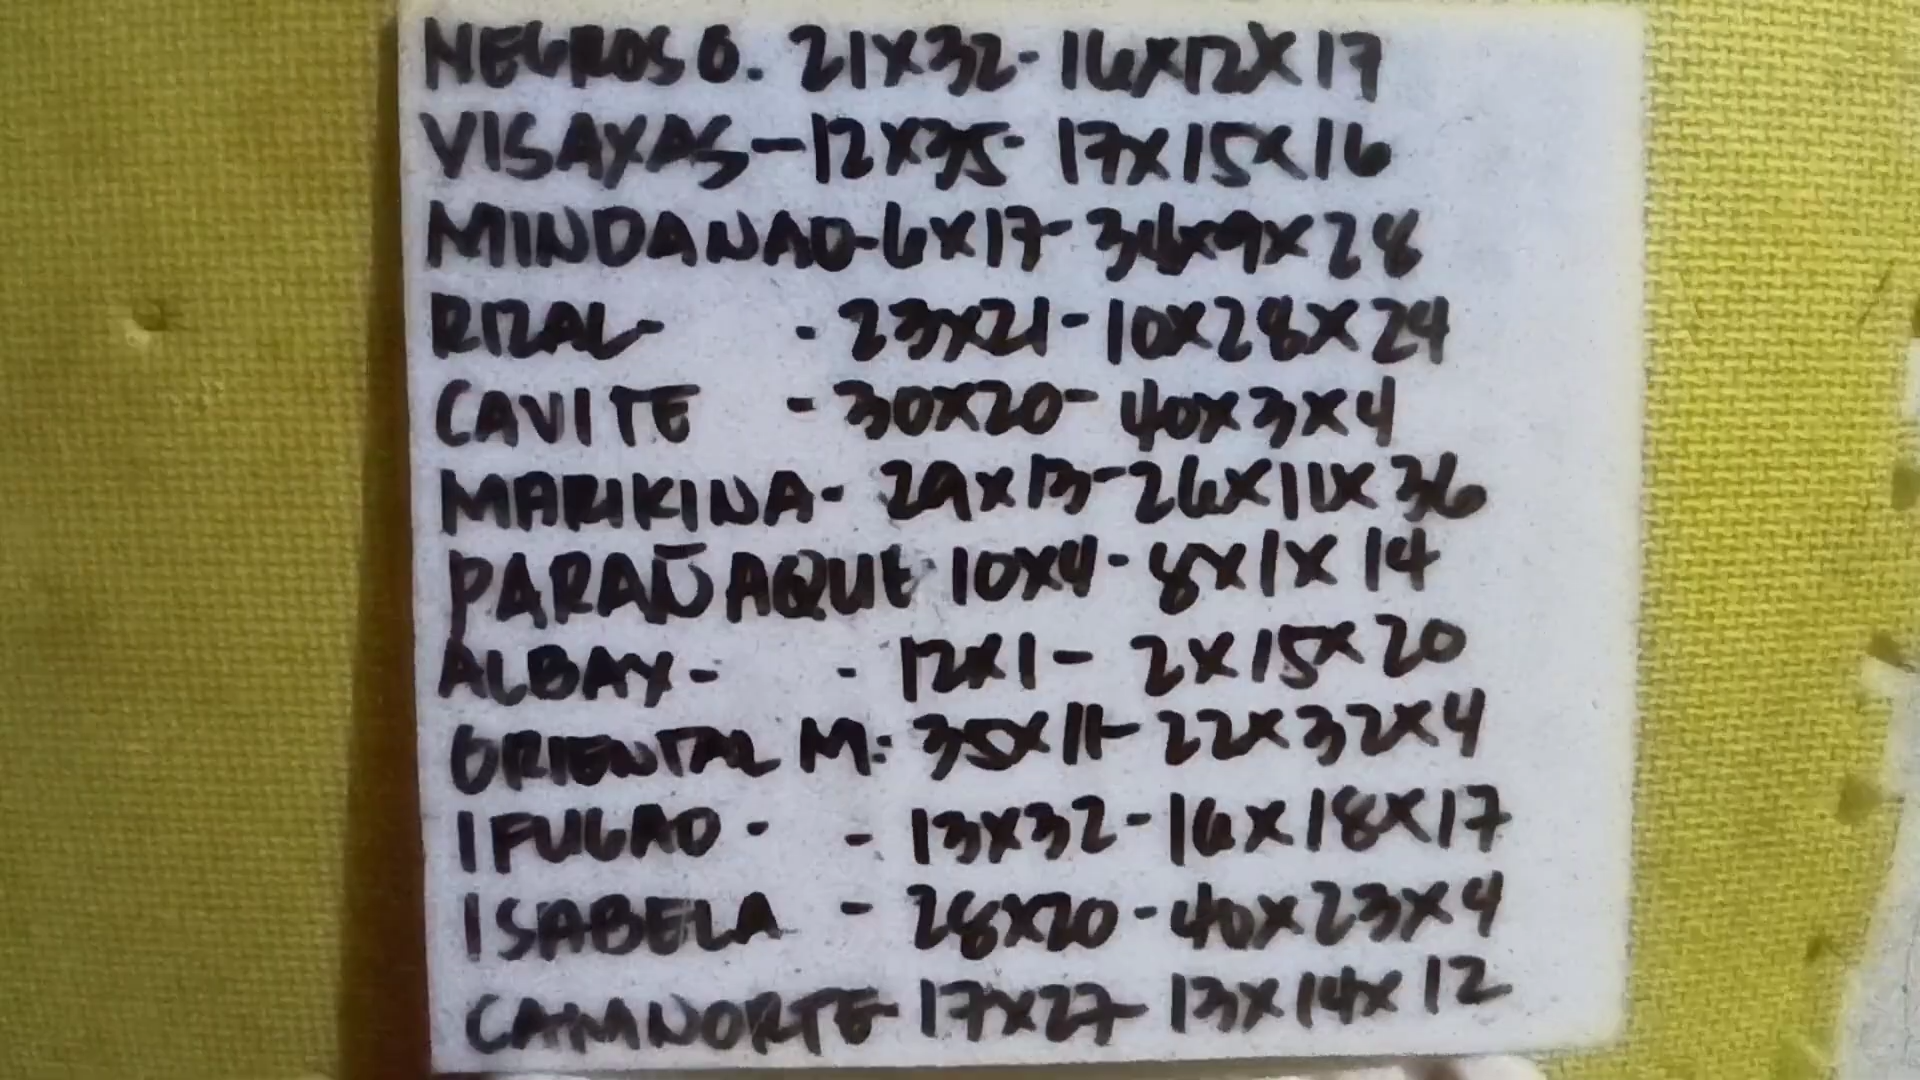 NEGROS O. 21X32- 16X12X17
VISAYAS-12X35- 17X15X16
MINDANAO-6X17- 34X9X28
RIZAL- - 23X21-10X28X24
CAVITE - 30X20- 40X3X4
MARIKINA- 29X13-26X11X36
PARAÑAQUE 10X4- 8X1X14
ALBAY- - 12X1- 2X15X20
ORIENTAL M: 35X11- 22X32X4
IFUGAO- - 13X32-16X18X17
ISABELA - 28X20-40X23X4
CAMNORTE- 17X27- 13X14X12